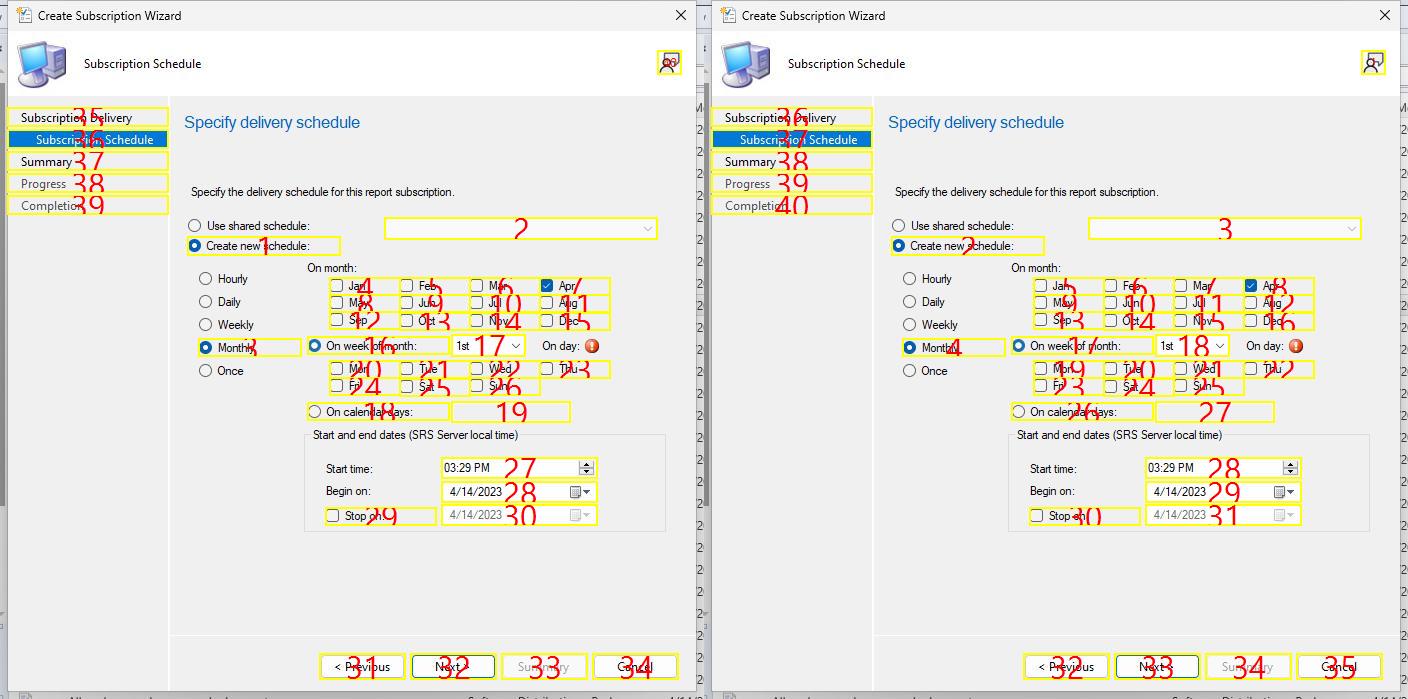 Create Subscription Wizard
Subscription Schedule
Subscription Delivery 35
Subscription Schedule 36
Summary 37
Progress 38
Completion 39
Specify delivery schedule
Specify the delivery schedule for this report subscription.
Use shared schedule: 2
Create new schedule: 1
On month:
Hourly
Daily
Weekly
Monthly 3
Once
Jan 4 Feb 5 Mar 6 Apr 7
May 8 Jun 9 Jul 10 Aug 11
Sep 12 Oct 13 Nov 14 Dec 15
On week of month: 16 1st 17 On day:
Mon 20 Tue 21 Wed 22 Thu 23
Fri 24 Sat 25 Sun 26
On calendar days: 18 19
Start and end dates (SRS Server local time)
Start time: 03:29 PM 27
Begin on: 4/14/2023 28
Stop on: 29 4/14/2023 30
< Previous 31 Next > 32 Summary 33 Cancel 34
Create Subscription Wizard
Subscription Schedule
1
Subscription Delivery 36
Subscription Schedule 37
Summary 38
Progress 39
Completion 40
Specify delivery schedule
Specify the delivery schedule for this report subscription.
Use shared schedule: 3
Create new schedule: 2
On month:
Hourly
Daily
Weekly
Monthly 4
Once
Jan 5 Feb 6 Mar 7 Apr 8
May 9 Jun 10 Jul 11 Aug 12
Sep 13 Oct 14 Nov 15 Dec 16
On week of month: 17 1st 18 On day:
Mon 19 Tue 20 Wed 21 Thu 22
Fri 23 Sat 24 Sun 25
On calendar days: 26 27
Start and end dates (SRS Server local time)
Start time: 03:29 PM 28
Begin on: 4/14/2023 29
Stop on: 30 4/14/2023 31
< Previous 32 Next > 33 Summary 34 Cancel 35